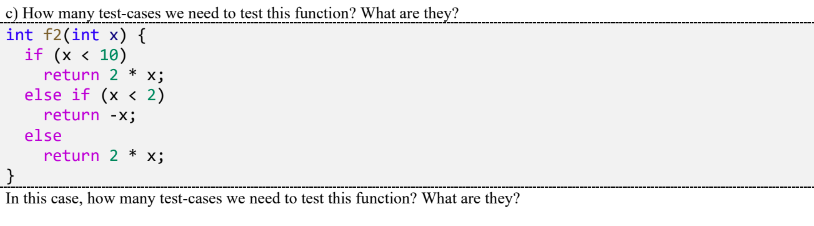 c) How many test-cases we need to test this function? What are they?
int f2(int x) {
  if (x < 10)
    return 2 * x;
  else if (x < 2)
    return -x;
  else
    return 2 * x;
}
In this case, how many test-cases we need to test this function? What are they?